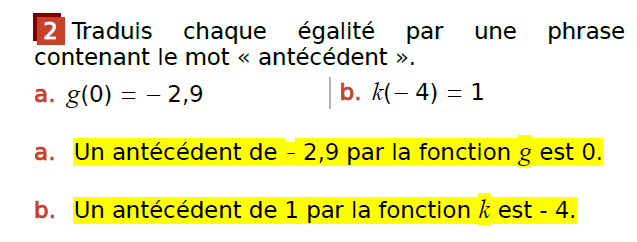 2 Traduis chaque égalité par une phrase
contenant le mot « antécédent ».
a. g(0) = − 2,9 b. k(− 4) = 1
a. Un antécédent de - 2,9 par la fonction g est 0.
b. Un antécédent de 1 par la fonction k est - 4.